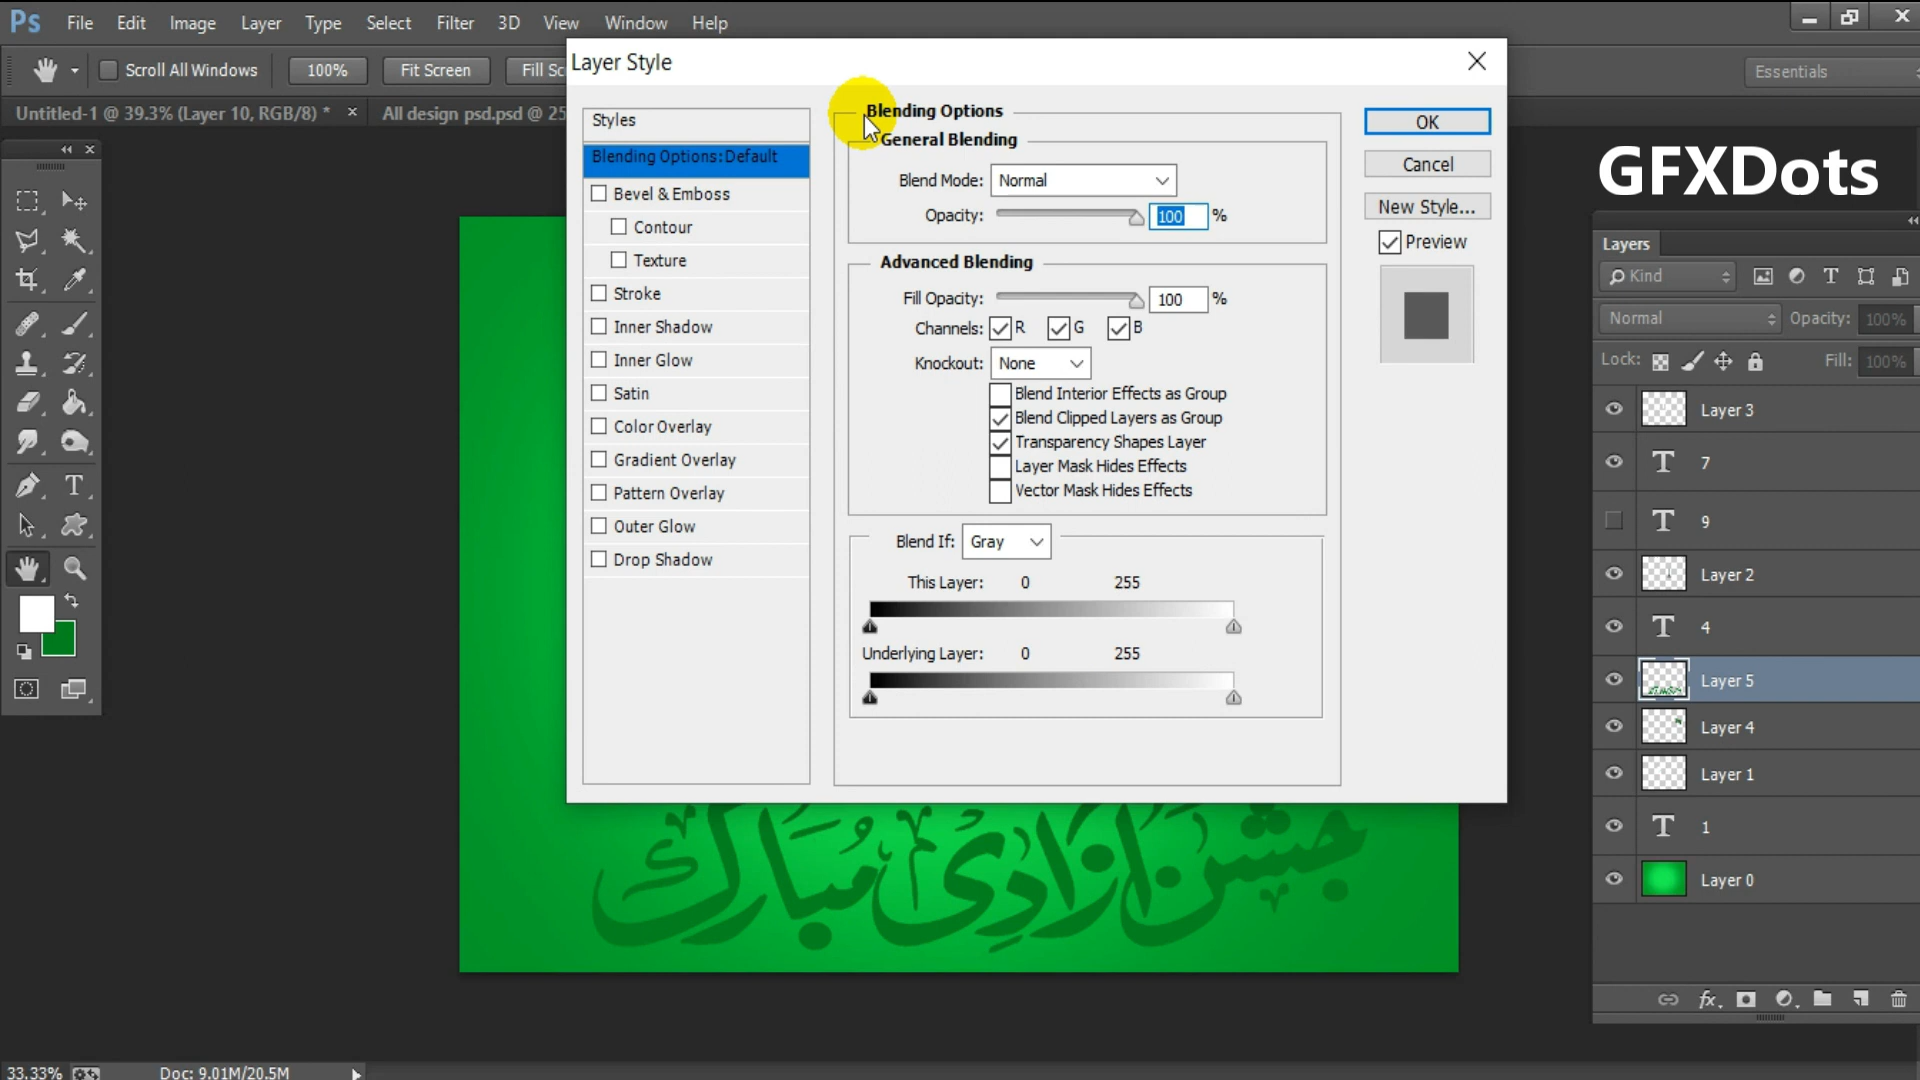 Ps File Edit Image Layer Type Select Filter 3D View Window Help
Scroll All Windows 100% Fit Screen Fill Sc Essentials
Untitled-1 @ 39.3% (Layer 10, RGB/8) * × All design psd.psd @ 25
Layer Style
Styles
Blending Options:Default
Bevel & Emboss
Contour
Texture
Stroke
Inner Shadow
Inner Glow
Satin
Color Overlay
Gradient Overlay
Pattern Overlay
Outer Glow
Drop Shadow
Blending Options
General Blending
Blend Mode: Normal
Opacity: 100 %
Advanced Blending
Fill Opacity: 100 %
Channels: R G B
Knockout: None
Blend Interior Effects as Group
Blend Clipped Layers as Group
Transparency Shapes Layer
Layer Mask Hides Effects
Vector Mask Hides Effects
Blend If: Gray
This Layer: 0 255
Underlying Layer: 0 255
OK
Cancel
New Style...
Preview
GFXDots
Layers
Kind
Normal Opacity: 100%
Lock: Fill: 100%
Layer 3
T 7
T 9
Layer 2
T 4
Layer 5
Layer 4
Layer 1
T 1
Layer 0
fx
جشنِ آزادی مبارک
33.33% Doc: 9.01M/20.5M